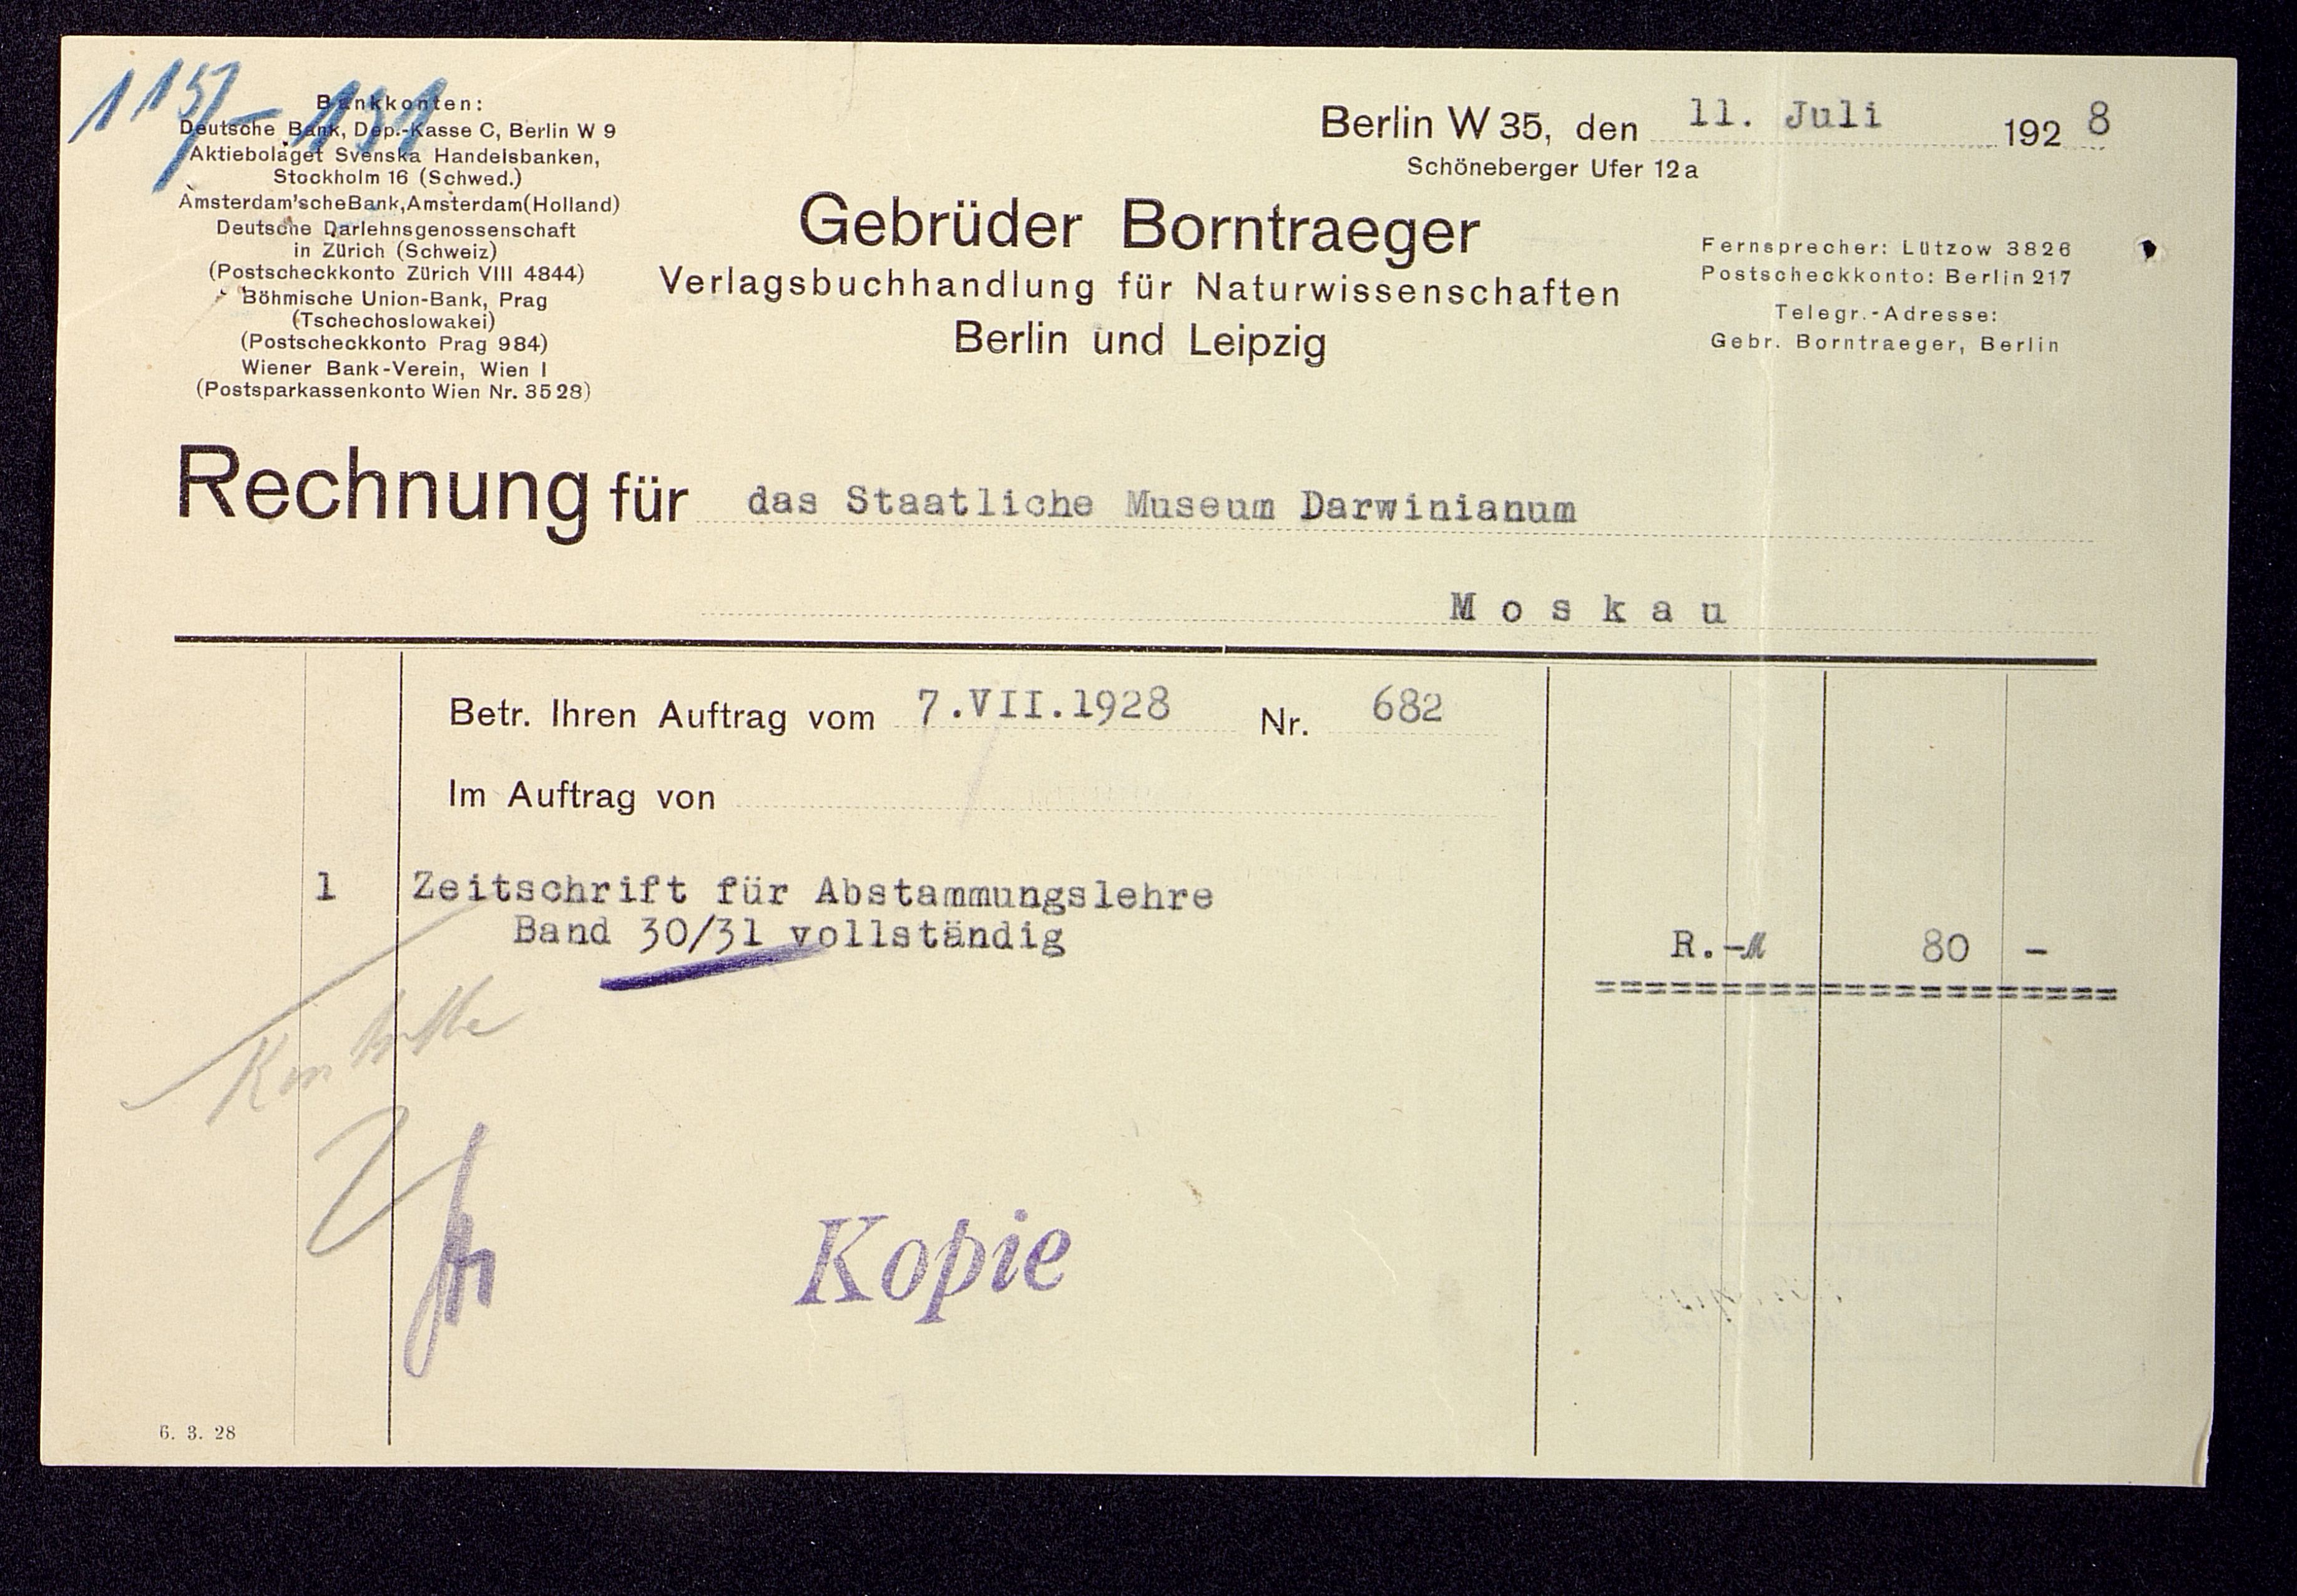 115/-131
Bankkonten:
Deutsche Bank, Dep.-Kasse C, Berlin W 9
Aktiebolaget Svenska Handelsbanken,
Stockholm 16 (Schwed.)
Amsterdam'sche Bank, Amsterdam (Holland)
Deutsche Darlehnsgenossenschaft
in Zürich (Schweiz)
(Postscheckkonto Zürich VIII 4844)
Böhmische Union-Bank, Prag
(Tschechoslowakei)
(Postscheckkonto Prag 984)
Wiener Bank-Verein, Wien I
(Postsparkassenkonto Wien Nr. 3528)
Berlin W 35, den 11. Juli 1928
Schöneberger Ufer 12a
Gebrüder Borntraeger
Verlagsbuchhandlung für Naturwissenschaften
Berlin und Leipzig
Fernsprecher: Lützow 3826
Postscheckkonto: Berlin 217
Telegr.-Adresse:
Gebr. Borntraeger, Berlin
Rechnung für das Staatliche Museum Darwinianum
Moskau
Betr. Ihren Auftrag vom 7.VII.1928 Nr. 682
Im Auftrag von
1 Zeitschrift für Abstammungslehre
Band 30/31 vollständig R.-M 80 -
Kopie
6. 3. 28